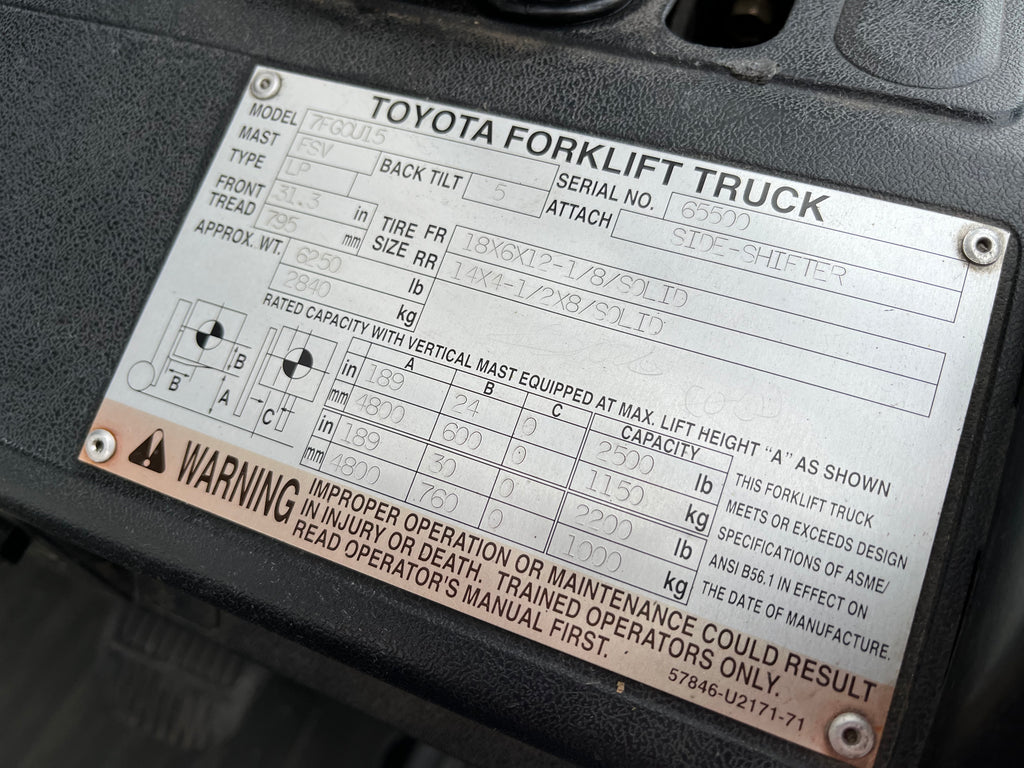 TOYOTA FORKLIFT TRUCK
MODEL 7FGCU15 SERIAL NO. 65500
MAST FSV BACK TILT 5 ATTACH SIDE-SHIFTER
TYPE LP
FRONT TREAD 31.3 in
795 mm
TIRE SIZE FR 18X6X12-1/8/SOLID
RR 14X4-1/2X8/SOLID
APPROX. WT. 6250 lb
2840 kg
RATED CAPACITY WITH VERTICAL MAST EQUIPPED AT MAX. LIFT HEIGHT "A" AS SHOWN
A B C CAPACITY
in 189 24 0 2500 lb
mm 4800 600 0 1150 kg
in 189 30 0 2200 lb
mm 4800 760 0 1000 kg
B
B
A
C
THIS FORKLIFT TRUCK
MEETS OR EXCEEDS DESIGN
SPECIFICATIONS OF ASME/
ANSI B56.1 IN EFFECT ON
THE DATE OF MANUFACTURE.
WARNING
IMPROPER OPERATION OR MAINTENANCE COULD RESULT
IN INJURY OR DEATH. TRAINED OPERATORS ONLY.
READ OPERATOR'S MANUAL FIRST.
57846-U2171-71